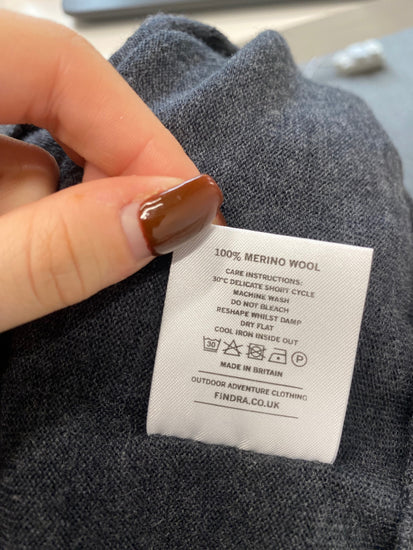 100% MERINO WOOL
CARE INSTRUCTIONS:
30°C DELICATE SHORT CYCLE
MACHINE WASH
DO NOT BLEACH
RESHAPE WHILST DAMP
DRY FLAT
COOL IRON INSIDE OUT
30 P
MADE IN BRITAIN
OUTDOOR ADVENTURE CLOTHING
FINDRA.CO.UK